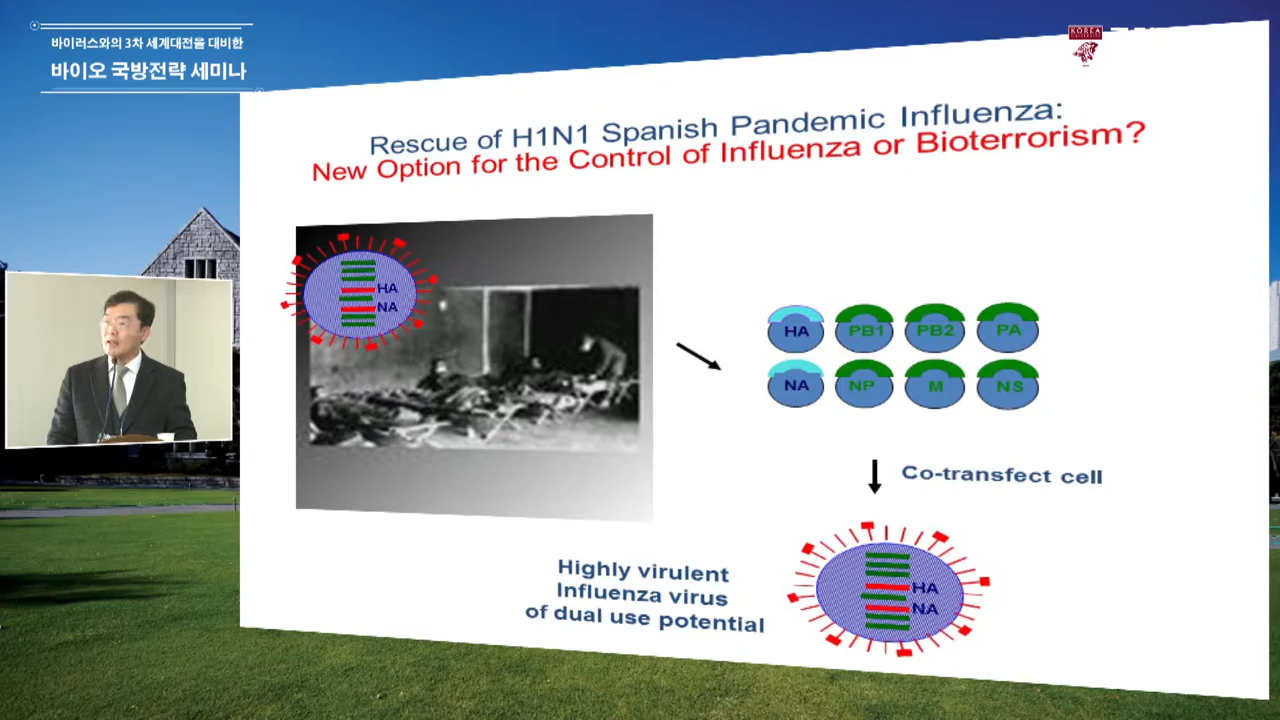 바이러스와의 3차 세계대전을 대비한
바이오 국방전략 세미나
KOREA
Rescue of H1N1 Spanish Pandemic Influenza:
New Option for the Control of Influenza or Bioterrorism?
HA
NA
HA PB1 PB2 PA
NA NP M NS
Co-transfect cell
Highly virulent
Influenza virus
of dual use potential
HA
NA